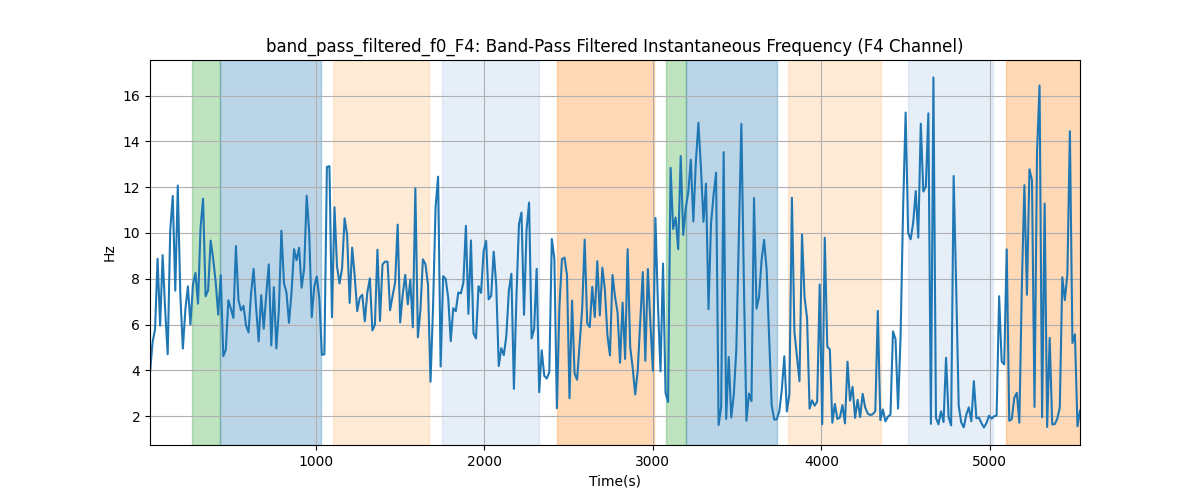 band_pass_filtered_f0_F4: Band-Pass Filtered Instantaneous Frequency (F4 Channel)
16
14
12
10
8
6
4
2
Hz
1000 2000 3000 4000 5000
Time(s)